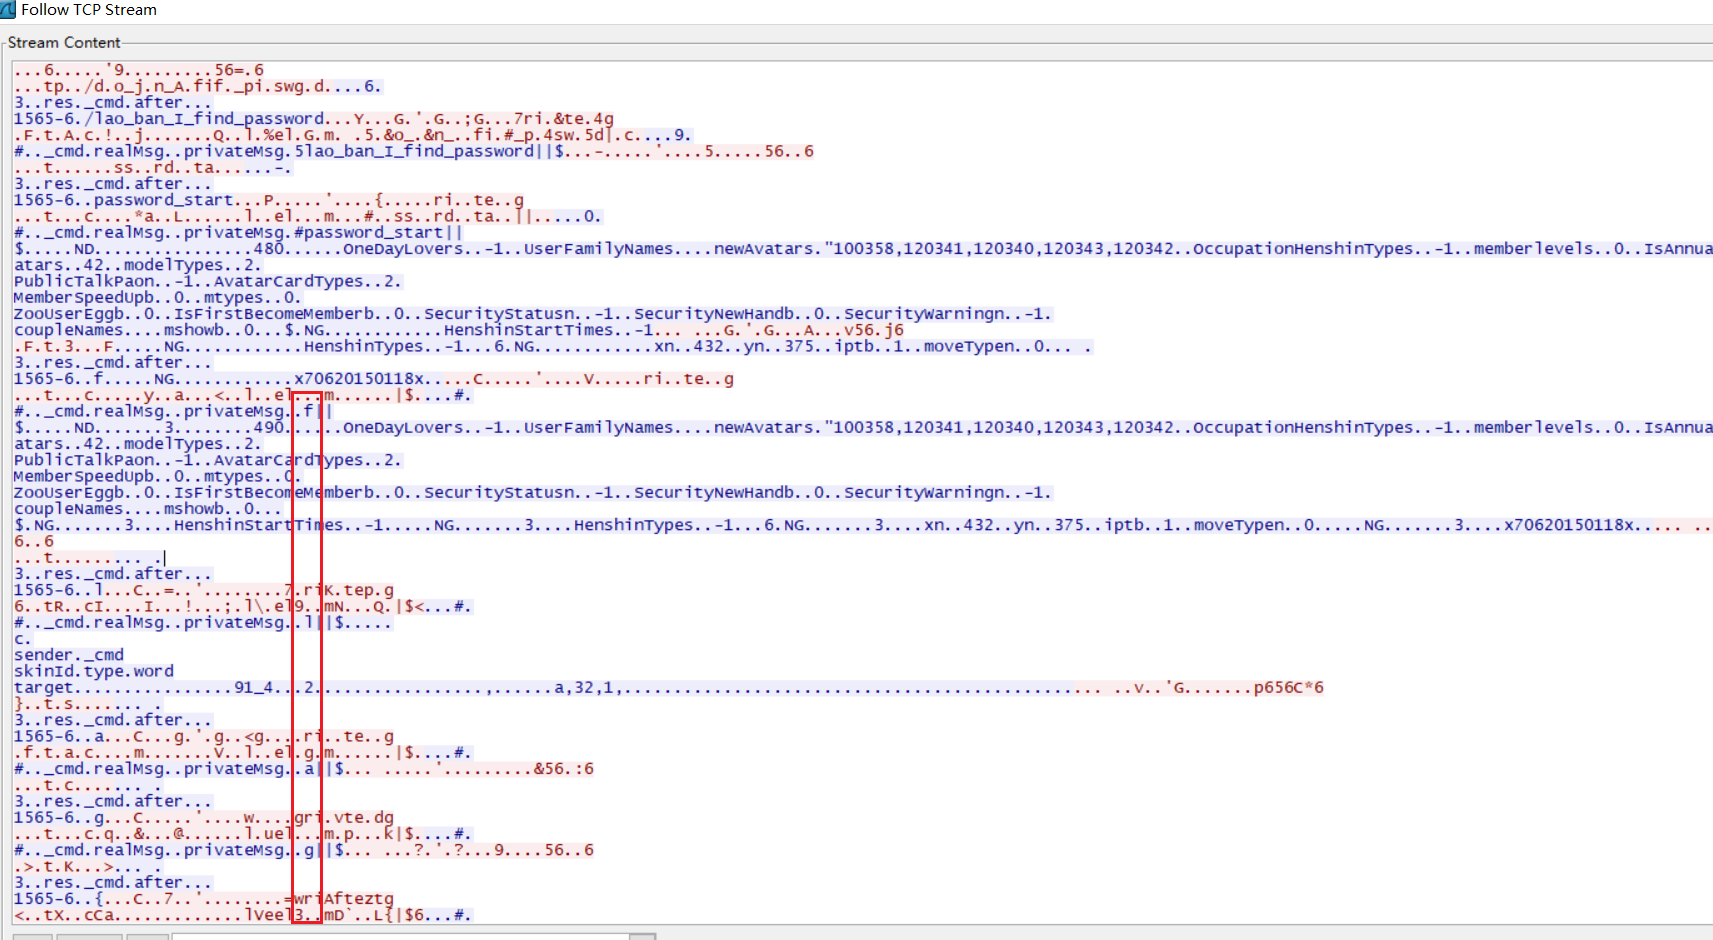 Follow TCP Stream
Stream Content
...6.....'9.........56=.6
...tp../d.o_j.n_A.fif._pi.swg.d....6.
3..res._cmd.after...
1565-6./lao_ban_I_find_password...Y...G.'.G..;G...7ri.&te.4g
.F.t.A.c.!..j.......Q..l.%el.G.m. .5.&o_.&n_..fi.#_p.4sw.5d|.c....9.
#.._cmd.realMsg..privateMsg.5lao_ban_I_find_password||$...-.....'....5.....56..6
...t......ss..rd..ta......-.
3..res._cmd.after...
1565-6..password_start...P.....'....{.....ri..te..g
...t...c....*a..L.......l..el...m...#..ss..rd..ta..||.....0.
#.._cmd.realMsg..privateMsg.#password_start||
$.....ND................480......OneDayLovers..-1..UserFamilyNames....newAvatars."100358,120341,120340,120343,120342..OccupationHenshinTypes..-1..memberlevels..0..IsAnnua
atars..42..modelTypes..2.
PublicTalkPaon..-1..AvatarCardTypes..2.
MemberSpeedUpb..0..mtypes..0.
ZooUserEggb..0..IsFirstBecomeMemberb..0..SecurityStatusn..-1..SecurityNewHandb..0..SecurityWarningn..-1.
coupleNames....mshowb..0...$.NG............HenshinStartTimes..-1... ...G.'.G...A...v56.j6
.F.t.3...F.....NG............HenshinTypes..-1...6.NG............xn..432..yn..375..iptb..1..moveTypen..0... .
3..res._cmd.after...
1565-6..f.....NG............x70620150118x.....C.....'....V.....ri..te..g
...t...c.....y..a...<..l..el...m......|$....#.
#.._cmd.realMsg..privateMsg..f||
$.....ND.......3........490......OneDayLovers..-1..UserFamilyNames....newAvatars."100358,120341,120340,120343,120342..OccupationHenshinTypes..-1..memberlevels..0..IsAnnua
atars..42..modelTypes..2.
PublicTalkPaon..-1..AvatarCardTypes..2.
MemberSpeedUpb..0..mtypes..0.
ZooUserEggb..0..IsFirstBecomeMemberb..0..SecurityStatusn..-1..SecurityNewHandb..0..SecurityWarningn..-1.
coupleNames....mshowb..0...
$.NG.......3....HenshinStartTimes..-1.....NG.......3....HenshinTypes..-1...6.NG.......3....xn..432..yn..375..iptb..1..moveTypen..0.....NG.......3....x70620150118x..... ..
6..6
...t......... .
3..res._cmd.after...
1565-6..l...C..=..'........7.riK.tep.g
6..tR..cI....I...!...;.l\.el9..mN...Q.|$<...#.
#.._cmd.realMsg..privateMsg..l||$.....
c.
sender._cmd
skinId.type.word
target................91_4...2.................,......a,32,1,................................................. ..v..'G.......p656C*6
}..t.s....... .
3..res._cmd.after...
1565-6..a...C...g.'.g..<g....ri..te..g
.f.t.a.c....m.......V..l..el.g.m......|$....#.
#.._cmd.realMsg..privateMsg..a||$... .....'.........&56.:6
...t.c....... .
3..res._cmd.after...
1565-6..g...C.....'....w....gri.vte.dg
...t...c.q..&...@......l.uel...m.p...k|$....#.
#.._cmd.realMsg..privateMsg..g||$... ...?.'.?...9....56..6
.>.t.K...>... .
3..res._cmd.after...
1565-6..{...C..7..'........=wriAfteztg
<..tX..cCa.............lVeel3..mD`..L{|$6...#.